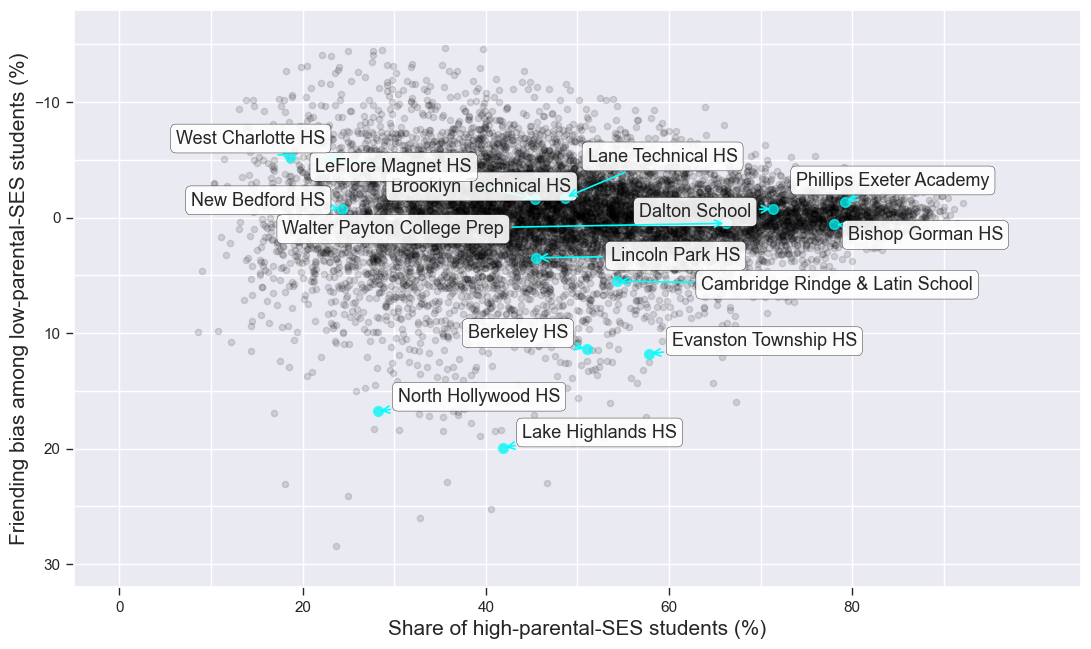 Friending bias among low-parental-SES students (%)
−10
0
10
20
30
West Charlotte HS
LeFlore Magnet HS
Lane Technical HS
Brooklyn Technical HS
Phillips Exeter Academy
New Bedford HS
Dalton School
Walter Payton College Prep
Bishop Gorman HS
Lincoln Park HS
Cambridge Rindge & Latin School
Berkeley HS
Evanston Township HS
North Hollywood HS
Lake Highlands HS
0
20
40
60
80
Share of high-parental-SES students (%)